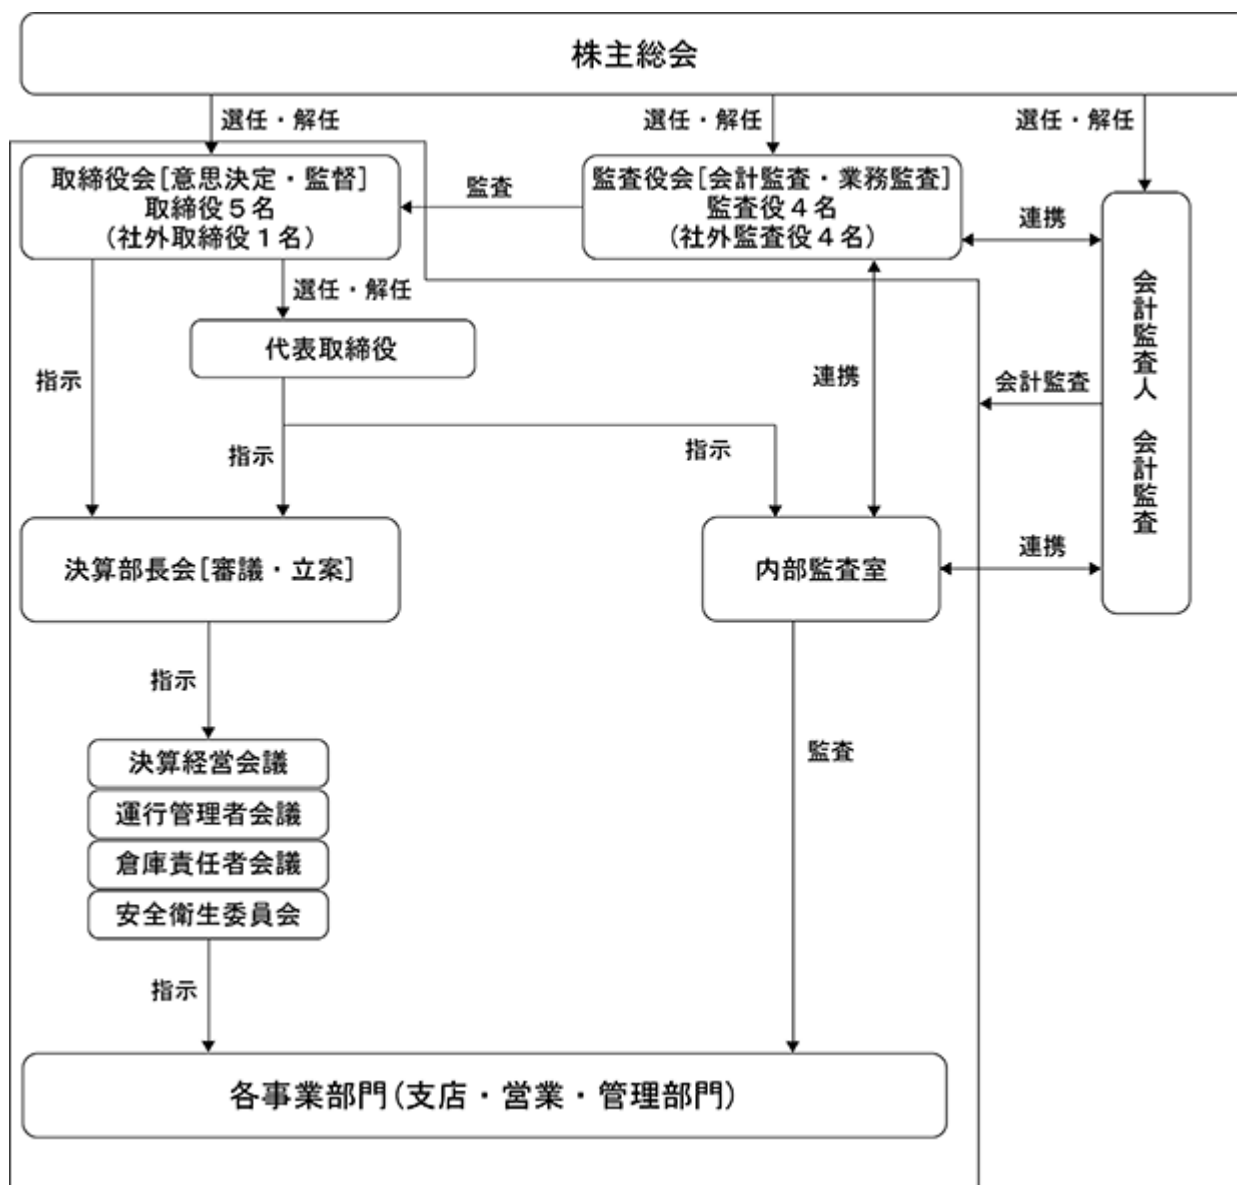 株主総会
選任・解任
選任・解任
選任・解任
取締役会[意思決定・監督]
取締役５名
(社外取締役１名)
監査
監査役会[会計監査・業務監査]
監査役４名
(社外監査役４名)
連携
会計監査人　会計監査
選任・解任
代表取締役
指示
連携
会計監査
指示
指示
決算部長会[審議・立案]
内部監査室
連携
指示
決算経営会議
運行管理者会議
倉庫責任者会議
安全衛生委員会
監査
指示
各事業部門(支店・営業・管理部門)